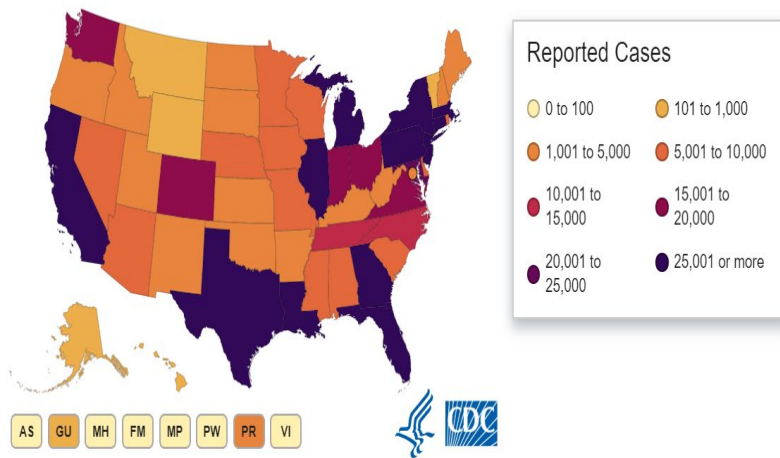 Reported Cases
0 to 100
101 to 1,000
1,001 to 5,000
5,001 to 10,000
10,001 to
15,000
15,001 to
20,000
20,001 to
25,000
25,001 or more
AS GU MH FM MP PW PR VI
CDC